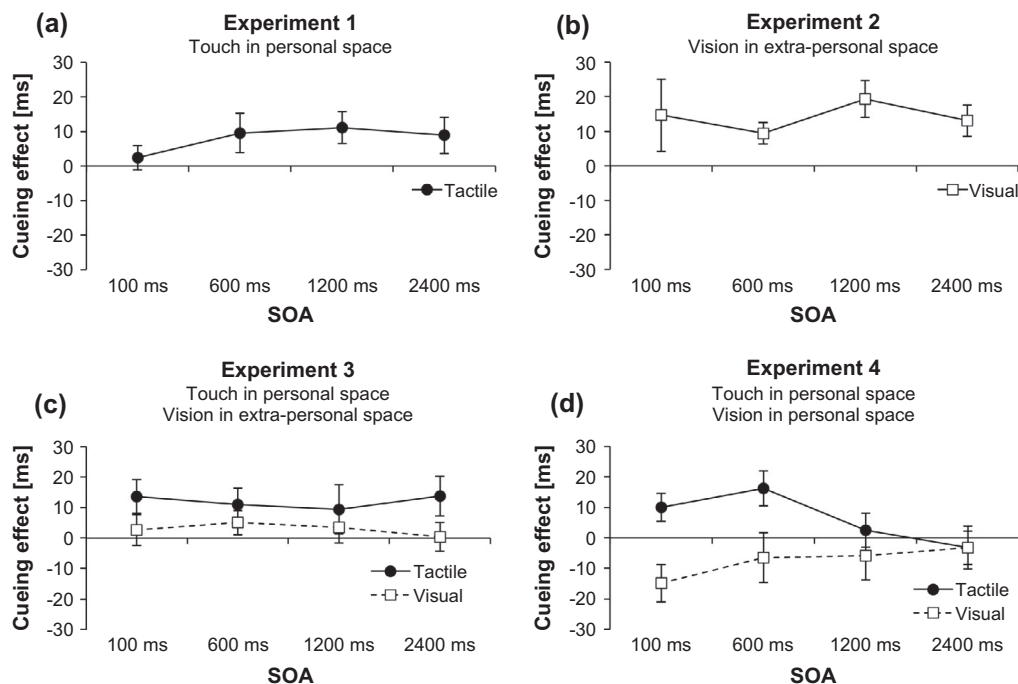 (a)
Experiment 1
Touch in personal space
Cueing effect [ms]
30
20
10
0
-10
-20
-30
Tactile
100 ms 600 ms 1200 ms 2400 ms
SOA
(b)
Experiment 2
Vision in extra-personal space
Cueing effect [ms]
30
20
10
0
-10
-20
-30
Visual
100 ms 600 ms 1200 ms 2400 ms
SOA
(c)
Experiment 3
Touch in personal space
Vision in extra-personal space
Cueing effect [ms]
30
20
10
0
-10
-20
-30
Tactile
Visual
100 ms 600 ms 1200 ms 2400 ms
SOA
(d)
Experiment 4
Touch in personal space
Vision in personal space
Cueing effect [ms]
30
20
10
0
-10
-20
-30
Tactile
Visual
100 ms 600 ms 1200 ms 2400 ms
SOA